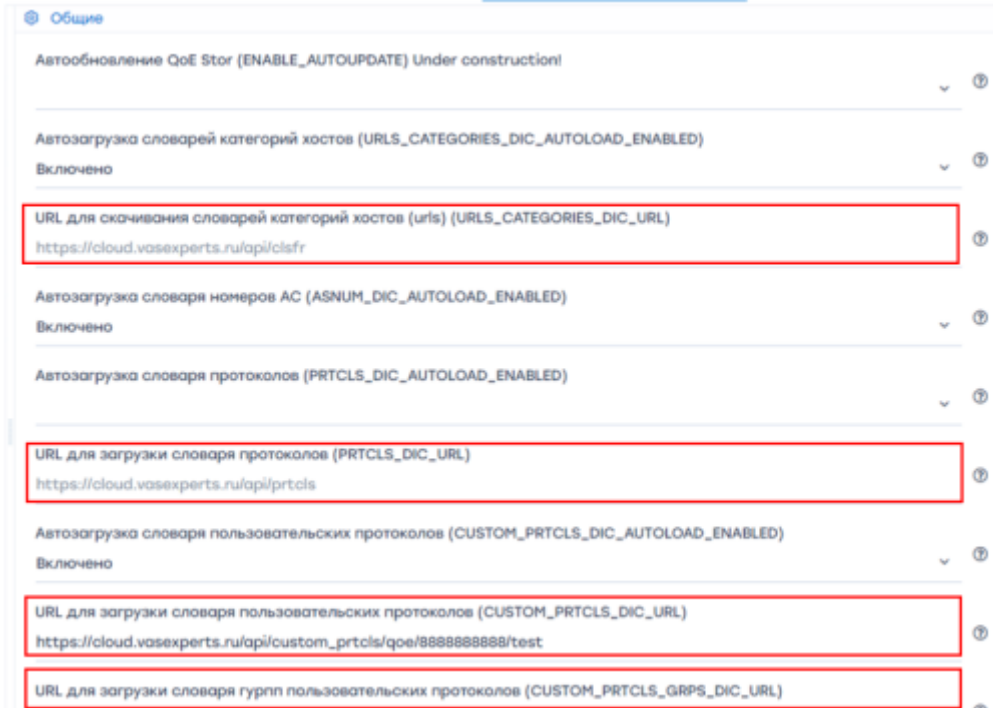 Общие
Автообновление QoE Stor (ENABLE_AUTOUPDATE) Under construction!
Автозагрузка словарей категорий хостов (URLS_CATEGORIES_DIC_AUTOLOAD_ENABLED)
Включено
URL для скачивания словарей категорий хостов (urls) (URLS_CATEGORIES_DIC_URL)
https://cloud.vasexperts.ru/api/clsfr
Автозагрузка словаря номеров АС (ASNUM_DIC_AUTOLOAD_ENABLED)
Включено
Автозагрузка словаря протоколов (PRTCLS_DIC_AUTOLOAD_ENABLED)
URL для загрузки словаря протоколов (PRTCLS_DIC_URL)
https://cloud.vasexperts.ru/api/prtcls
Автозагрузка словаря пользовательских протоколов (CUSTOM_PRTCLS_DIC_AUTOLOAD_ENABLED)
Включено
URL для загрузки словаря пользовательских протоколов (CUSTOM_PRTCLS_DIC_URL)
https://cloud.vasexperts.ru/api/custom_prtcls/qoe/8888888888/test
URL для загрузки словаря гурпп пользовательских протоколов (CUSTOM_PRTCLS_GRPS_DIC_URL)